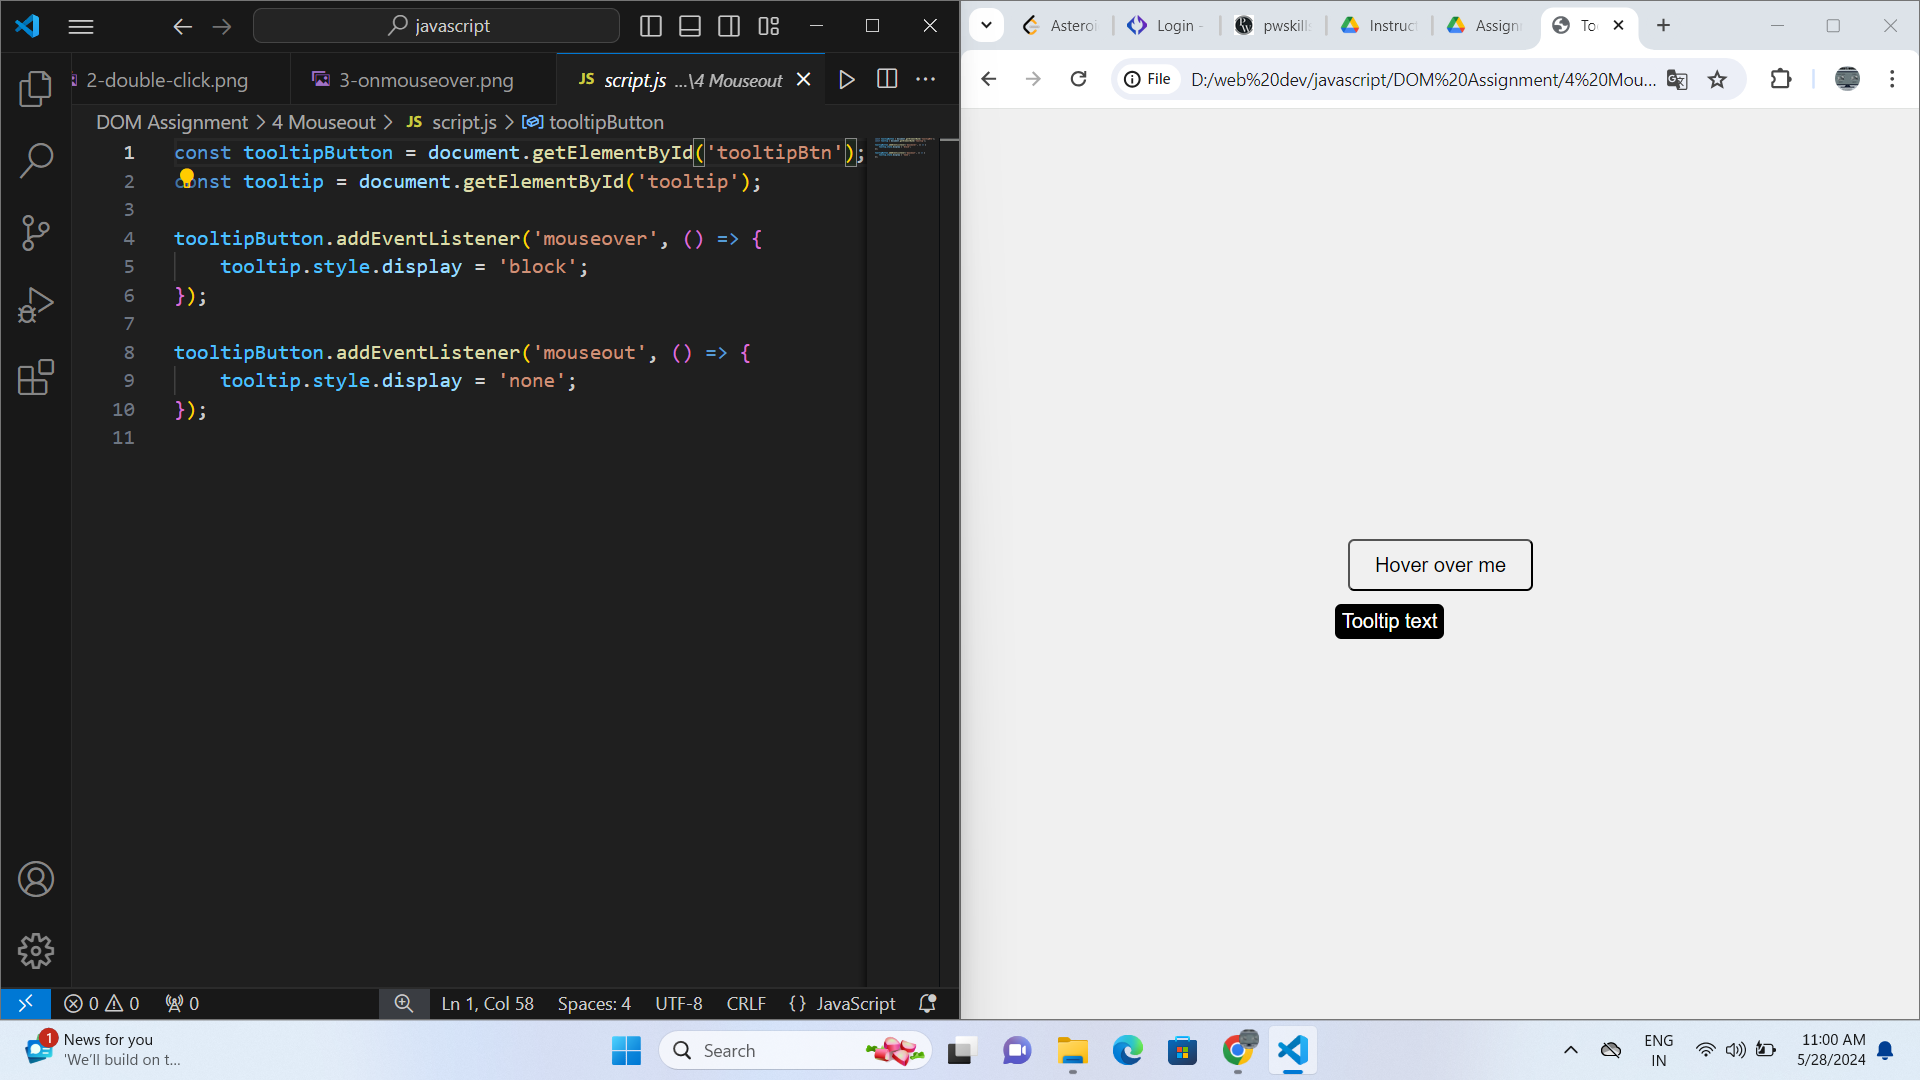 javascript
2-double-click.png
3-onmouseover.png
JS script.js ...\4 Mouseout
DOM Assignment > 4 Mouseout > JS script.js > tooltipButton
1 const tooltipButton = document.getElementById('tooltipBtn');
2 const tooltip = document.getElementById('tooltip');
3
4 tooltipButton.addEventListener('mouseover', () => {
5 tooltip.style.display = 'block';
6 });
7
8 tooltipButton.addEventListener('mouseout', () => {
9 tooltip.style.display = 'none';
10 });
11
0 0 0
Ln 1, Col 58 Spaces: 4 UTF-8 CRLF {} JavaScript
Asteroi Login - pwskills Instruct Assignm Too
File D:/web%20dev/javascript/DOM%20Assignment/4%20Mou...
Hover over me
Tooltip text
1
News for you
'We'll build on t...
Search
ENG
IN
11:00 AM
5/28/2024